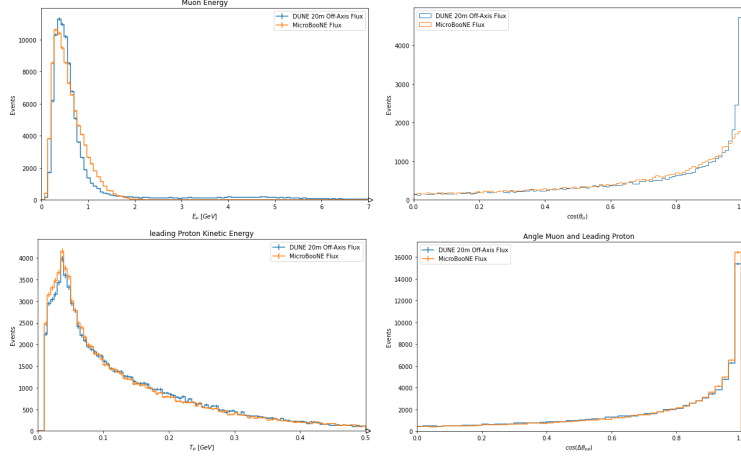 Muon Energy
DUNE 20m Off-Axis Flux
MicroBooNE Flux
10000
8000
6000
4000
2000
0
Events
0 1 2 3 4 5 6 7
E_μ [GeV]
DUNE 20m Off-Axis Flux
MicroBooNE Flux
4000
3000
2000
1000
0
Events
0.0 0.2 0.4 0.6 0.8 1.0
cos(θ_μ)
leading Proton Kinetic Energy
DUNE 20m Off-Axis Flux
MicroBooNE Flux
4000
3500
3000
2500
2000
1500
1000
500
0
Events
0.0 0.1 0.2 0.3 0.4 0.5
[GeV]
Angle Muon and Leading Proton
DUNE 20m Off-Axis Flux
MicroBooNE Flux
16000
14000
12000
10000
8000
6000
4000
2000
0
Events
0.0 0.2 0.4 0.6 0.8 1.0